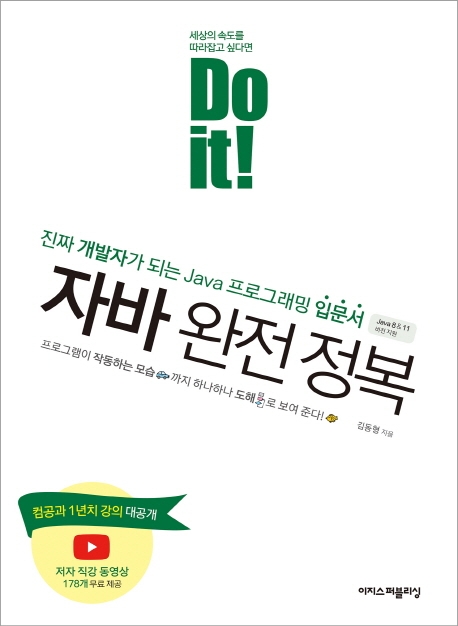 세상의 속도를
따라잡고 싶다면
Do
it!
진짜 개발자가 되는 Java 프로그래밍 입문서
Java 8 & 11
버전 지원
자바 완전 정복
프로그램이 작동하는 모습까지 하나하나 도해로 보여 준다!
김동형 지음
컴공과 1년치 강의 대공개
저자 직강 동영상
178개 무료 제공
이지스 퍼블리싱